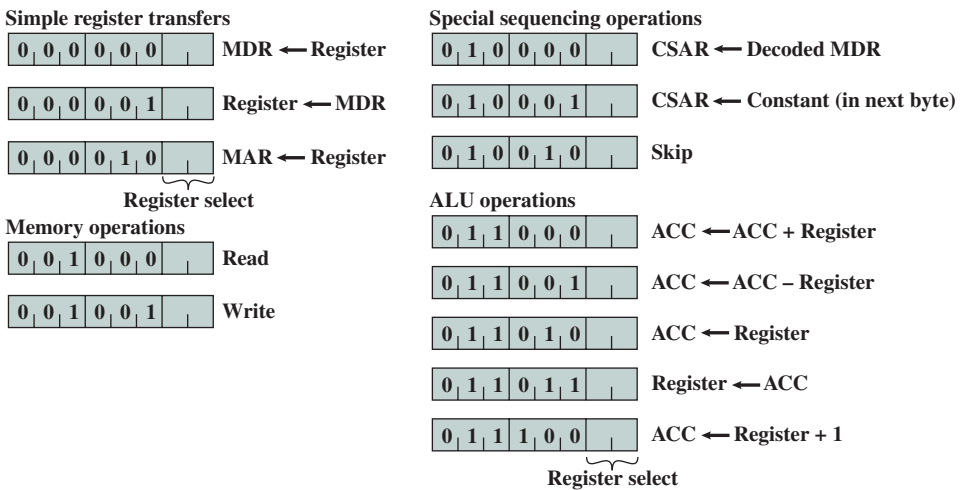 Simple register transfers
0 0 0 0 0 0 MDR ← Register
0 0 0 0 0 1 Register ← MDR
0 0 0 0 1 0 MAR ← Register
Register select
Memory operations
0 0 1 0 0 0 Read
0 0 1 0 0 1 Write
Special sequencing operations
0 1 0 0 0 0 CSAR ← Decoded MDR
0 1 0 0 0 1 CSAR ← Constant (in next byte)
0 1 0 0 1 0 Skip
ALU operations
0 1 1 0 0 0 ACC ← ACC + Register
0 1 1 0 0 1 ACC ← ACC – Register
0 1 1 0 1 0 ACC ← Register
0 1 1 0 1 1 Register ← ACC
0 1 1 1 0 0 ACC ← Register + 1
Register select